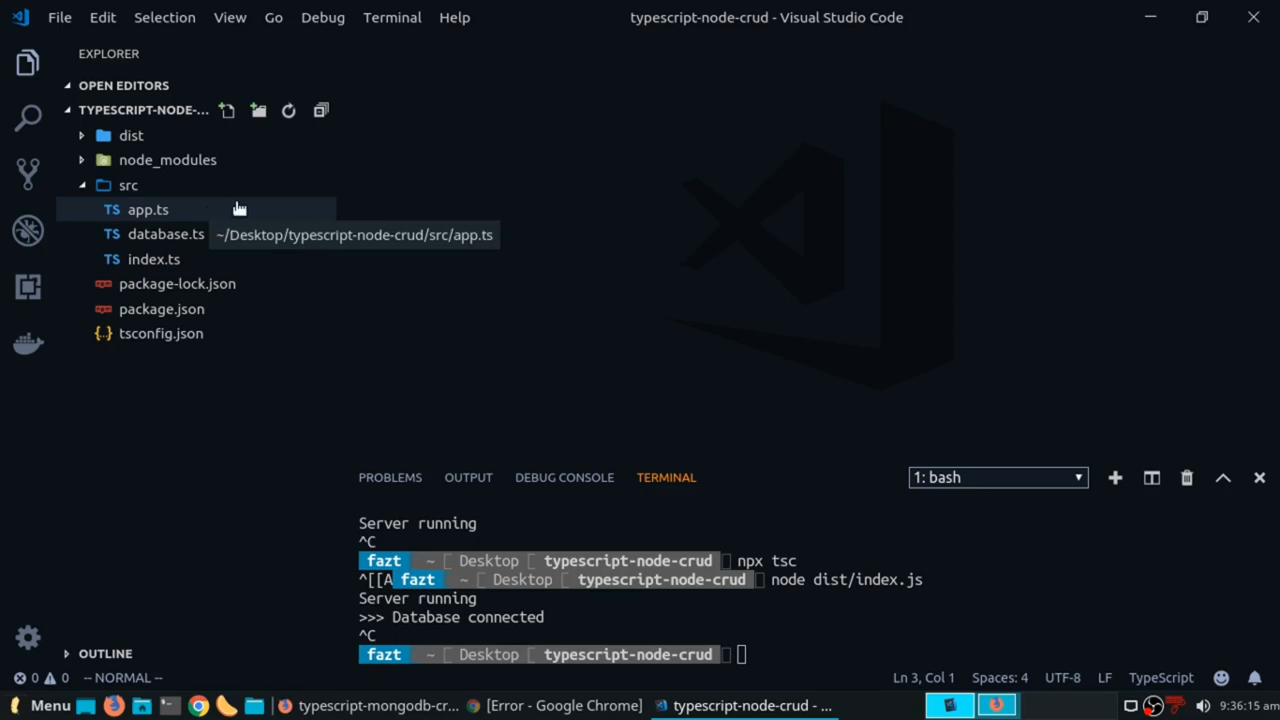 File Edit Selection View Go Debug Terminal Help
typescript-node-crud - Visual Studio Code
EXPLORER
OPEN EDITORS
TYPESCRIPT-NODE-...
dist
node_modules
src
TS app.ts
TS database.ts
~/Desktop/typescript-node-crud/src/app.ts
TS index.ts
package-lock.json
package.json
{..} tsconfig.json
PROBLEMS OUTPUT DEBUG CONSOLE TERMINAL
1: bash
Server running
^C
fazt ~ [ Desktop [ typescript-node-crud npx tsc
^[[A fazt ~ [ Desktop [ typescript-node-crud node dist/index.js
Server running
>>> Database connected
^C
fazt ~ [ Desktop [ typescript-node-crud
OUTLINE
0 0 -- NORMAL -- Ln 3, Col 1 Spaces: 4 UTF-8 LF TypeScript
Menu typescript-mongodb-cr... [Error - Google Chrome] typescript-node-crud - ... 9:36:15 am